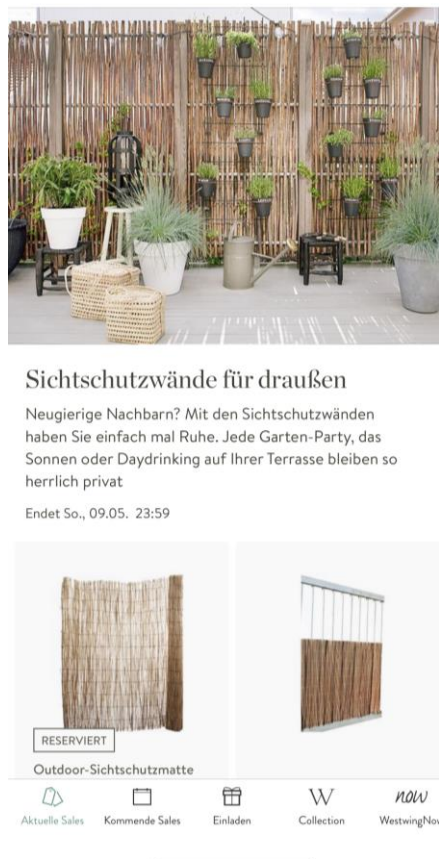 Sichtschutzwände für draußen
Neugierige Nachbarn? Mit den Sichtschutzwänden
haben Sie einfach mal Ruhe. Jede Garten-Party, das
Sonnen oder Daydrinking auf Ihrer Terrasse bleiben so
herrlich privat
Endet So., 09.05. 23:59
RESERVIERT
Outdoor-Sichtschutzmatte
W
now
Aktuelle Sales
Kommende Sales
Einladen
Collection
WestwingNow